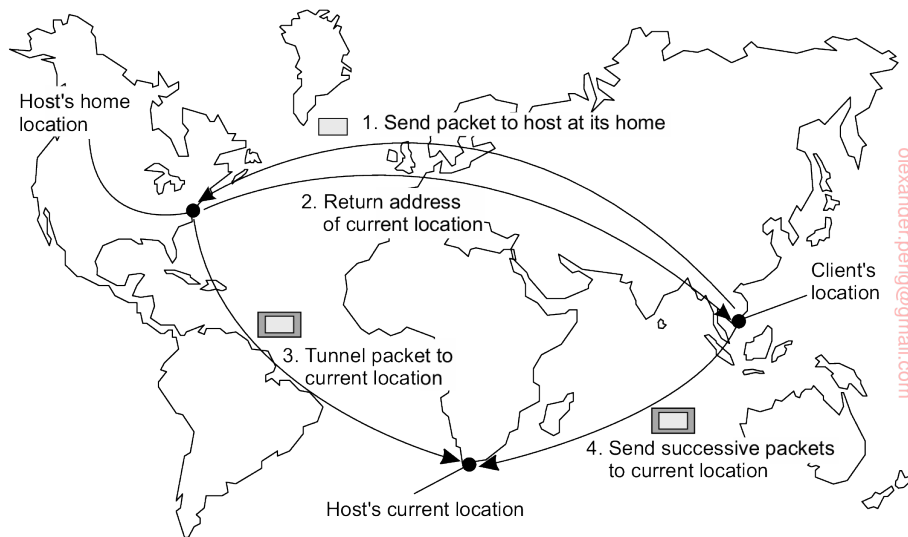 Host's home
location
1. Send packet to host at its home
2. Return address
of current location
Client's
location
3. Tunnel packet to
current location
4. Send successive packets
to current location
Host's current location
olexander.peng@gmail.com